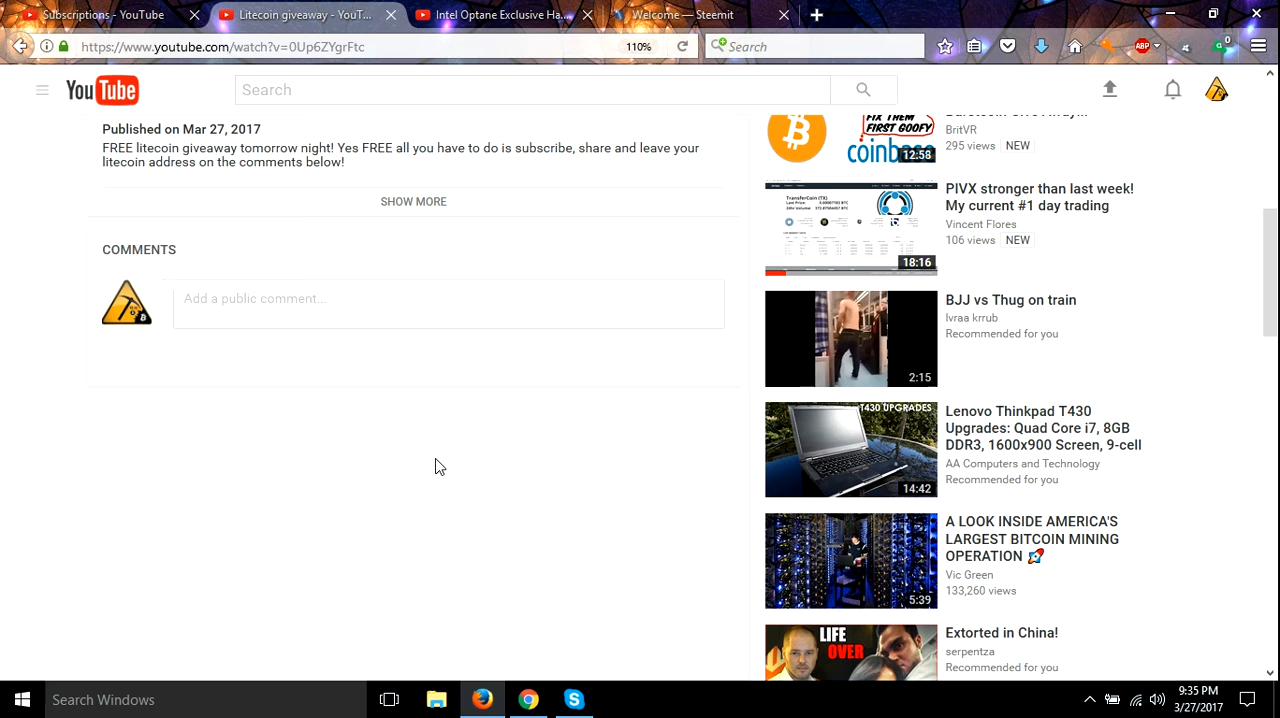 Subscriptions - YouTube
Litecoin giveaway - YouT...
Intel Optane Exclusive Ha...
Welcome — Steemit
https://www.youtube.com/watch?v=0Up6ZYgrFtc
110%
Search
ABP
0
YouTube
Search
Published on Mar 27, 2017
FREE litecoin giveaway tomorrow night! Yes FREE all you have to do is subscribe, share and leave your
litecoin address on the comments below!
SHOW MORE
COMMENTS
Add a public comment...
FIX THEM
FIRST GOOFY
coinbase
12:58
BritVR
295 views NEW
TransferCoin (TX)
18:16
PIVX stronger than last week!
My current #1 day trading
Vincent Flores
106 views NEW
2:15
BJJ vs Thug on train
Ivraa krrub
Recommended for you
T430 UPGRADES
14:42
Lenovo Thinkpad T430
Upgrades: Quad Core i7, 8GB
DDR3, 1600x900 Screen, 9-cell
AA Computers and Technology
Recommended for you
5:39
A LOOK INSIDE AMERICA'S
LARGEST BITCOIN MINING
OPERATION 🚀
Vic Green
133,260 views
LIFE
OVER
Extorted in China!
serpentza
Recommended for you
Search Windows
9:35 PM
3/27/2017